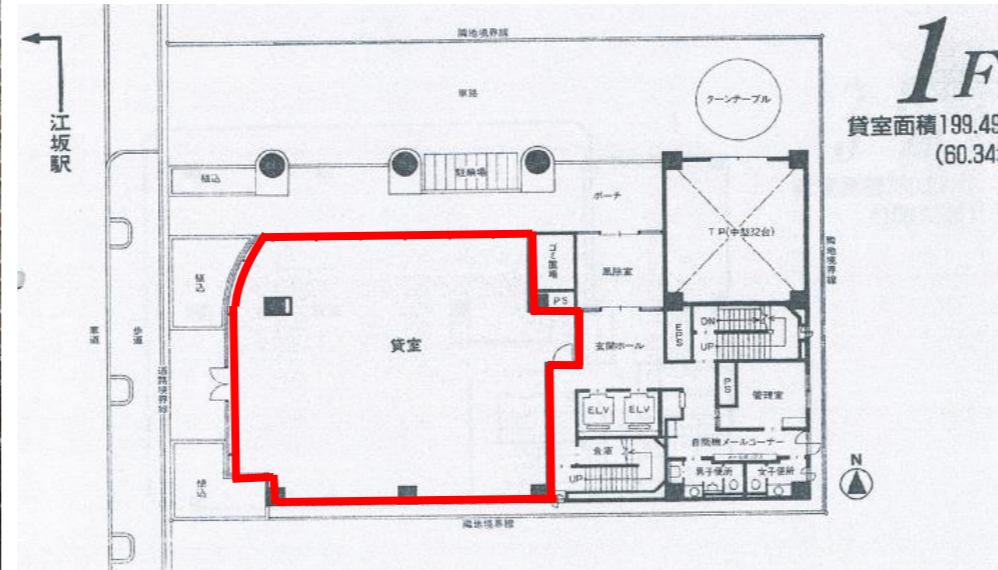 1F
貸室面積199.49
(60.34
隣地境界線
車路
ターンテーブル
江坂駅
植込
駐輪場
ポーチ
TP(中型32台)
隣地境界線
ゴミ置場
風除室
植込
PS
DN
UP
EPS
玄関ホール
貸室
車道
歩道
道路境界線
PS
管理室
ELV
ELV
自販機メールコーナー
倉庫
UP
男子便所
女子便所
植込
N
隣地境界線